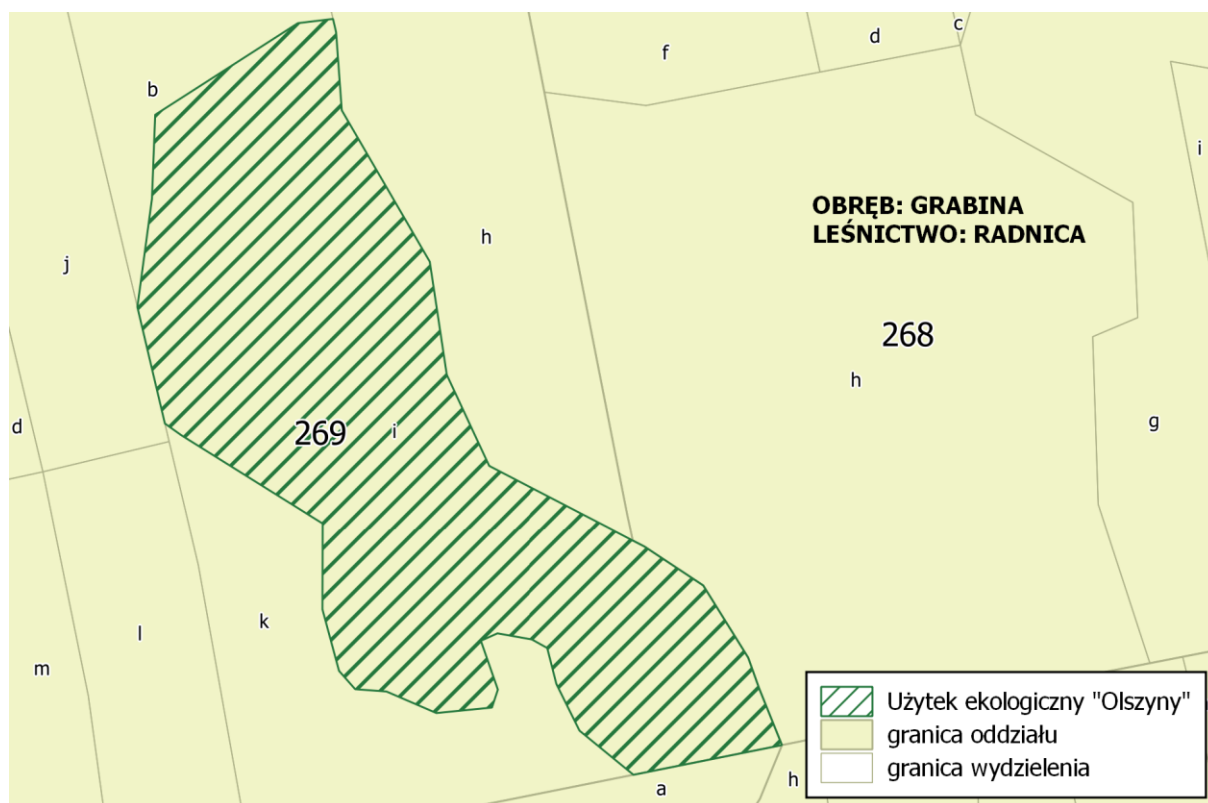 c
d
f
b
i
OBRĘB: GRABINA
LEŚNICTWO: RADNICA
h
j
268
h
d
269
i
g
k
l
m
Użytek ekologiczny "Olszyny"
granica oddziału
granica wydzielenia
h
a